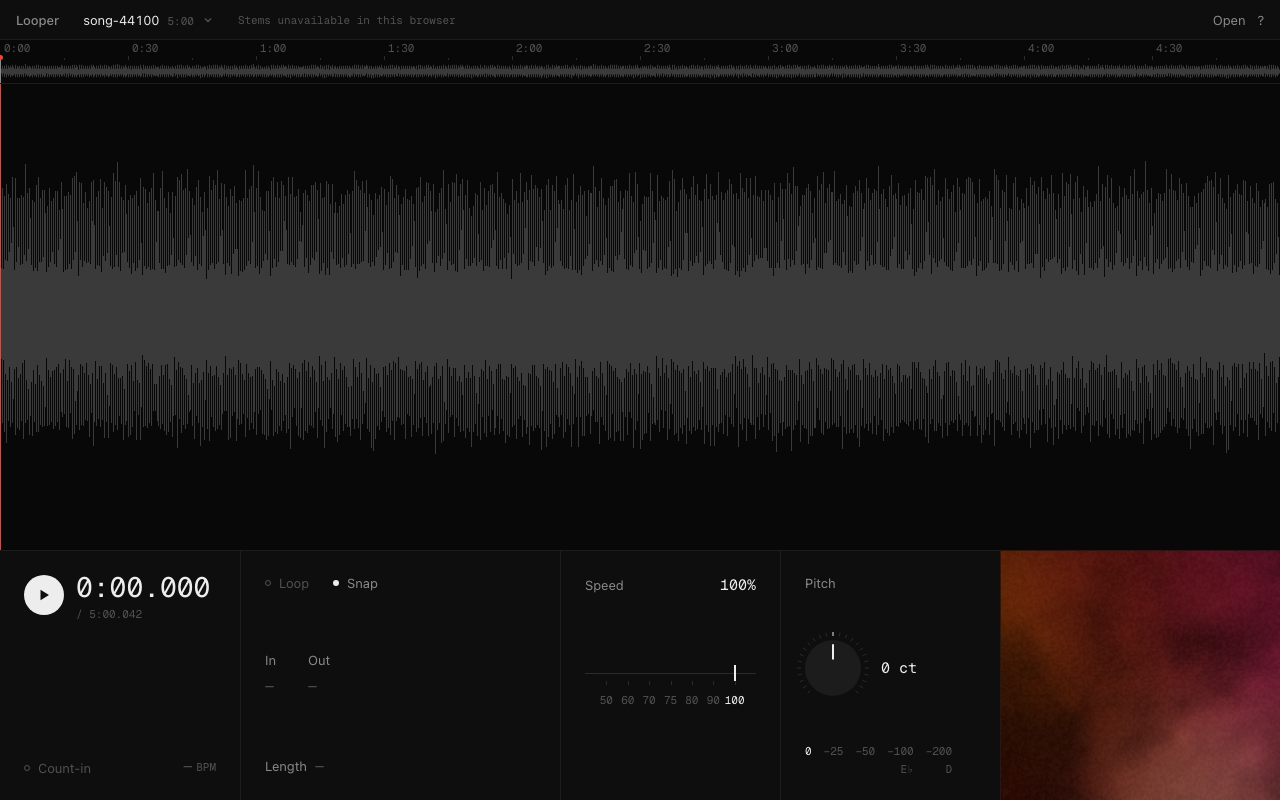 Looper song-44100 5:00 Stems unavailable in this browser Open ?
0:00 0:30 1:00 1:30 2:00 2:30 3:00 3:30 4:00 4:30
Loop Snap Speed 100% Pitch
0:00.000
/ 5:00.042
In Out
— —
0 ct
50 60 70 75 80 90 100
0 −25 −50 −100 −200
E♭ D
Count-in — BPM
Length —